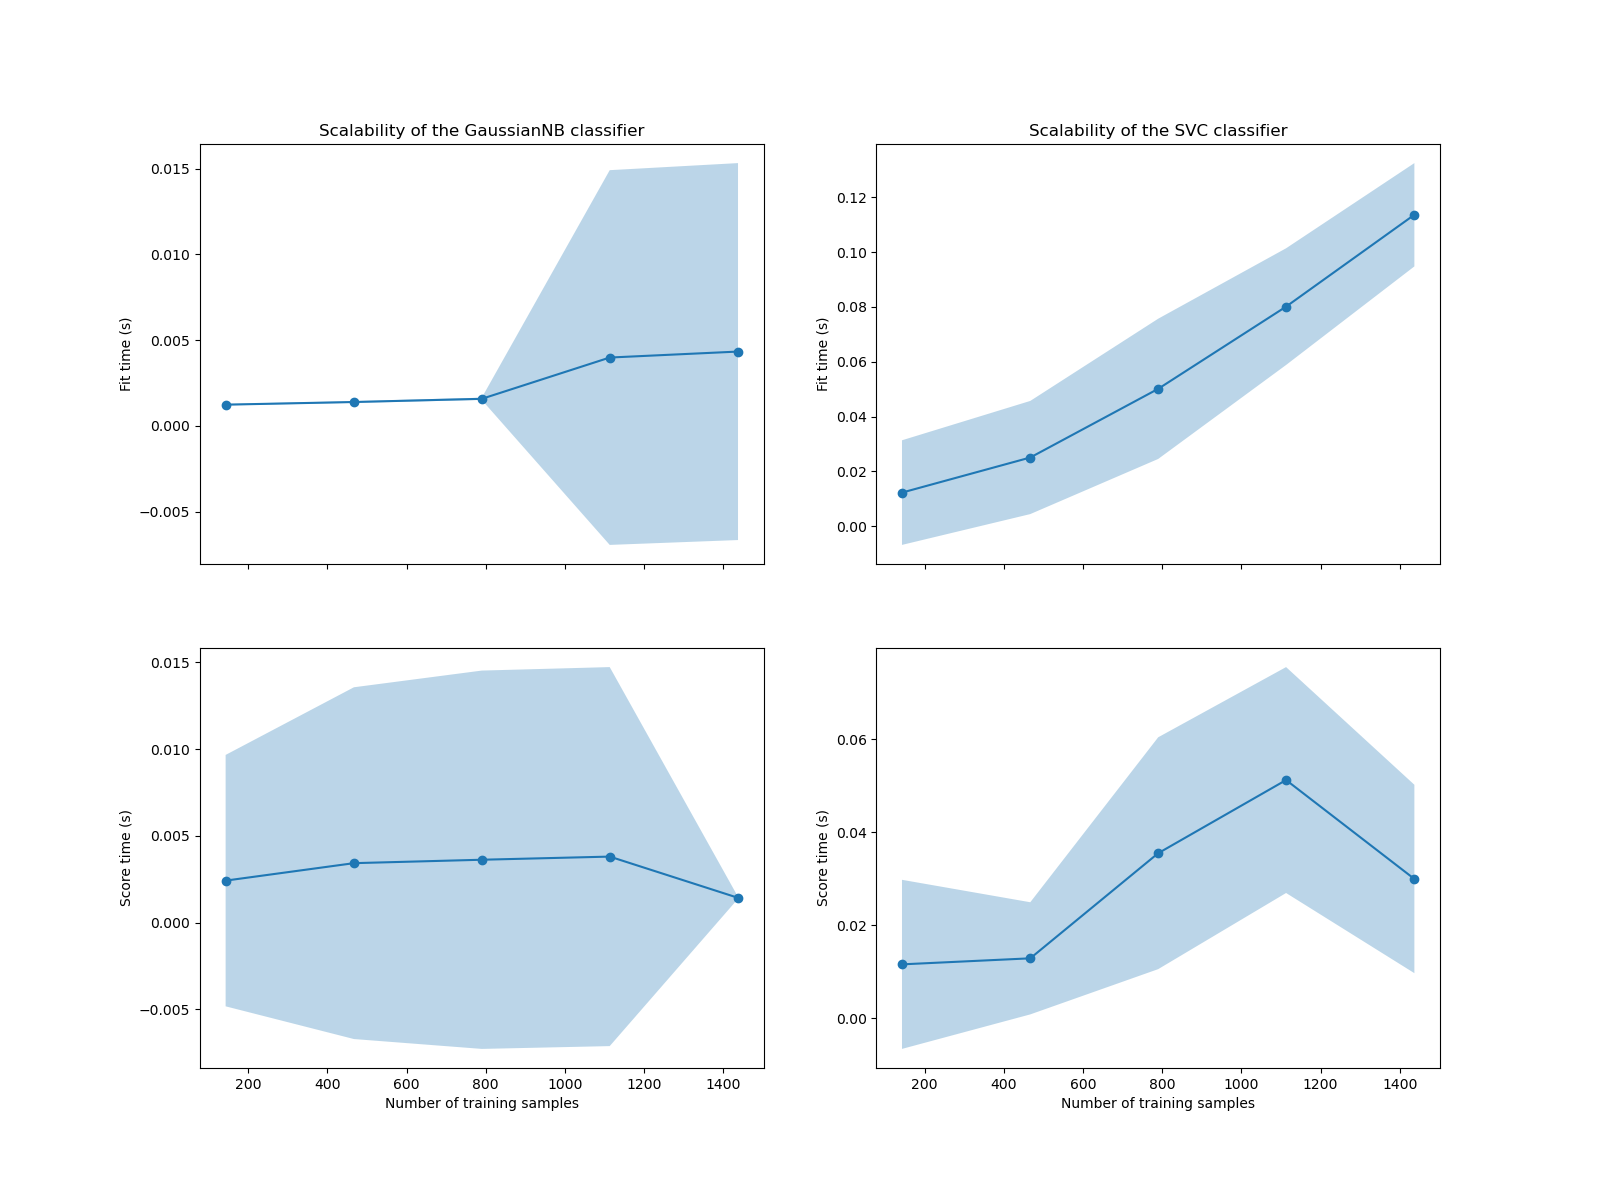 Scalability of the GaussianNB classifier
0.015
0.010
0.005
0.000
−0.005
Fit time (s)
Scalability of the SVC classifier
0.12
0.10
0.08
0.06
0.04
0.02
0.00
Fit time (s)
0.015
0.010
0.005
0.000
−0.005
Score time (s)
200 400 600 800 1000 1200 1400
Number of training samples
0.06
0.04
0.02
0.00
Score time (s)
200 400 600 800 1000 1200 1400
Number of training samples